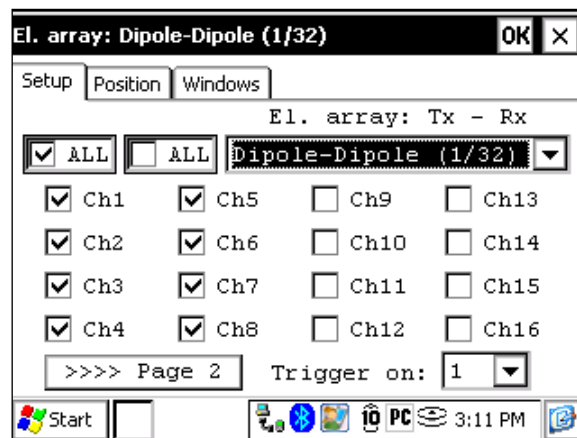 El. array: Dipole-Dipole (1/32) OK ×
Setup Position Windows
El. array: Tx - Rx
ALL ALL Dipole-Dipole (1/32)
Ch1 Ch5 Ch9 Ch13
Ch2 Ch6 Ch10 Ch14
Ch3 Ch7 Ch11 Ch15
Ch4 Ch8 Ch12 Ch16
>>>> Page 2 Trigger on: 1
Start PC 3:11 PM